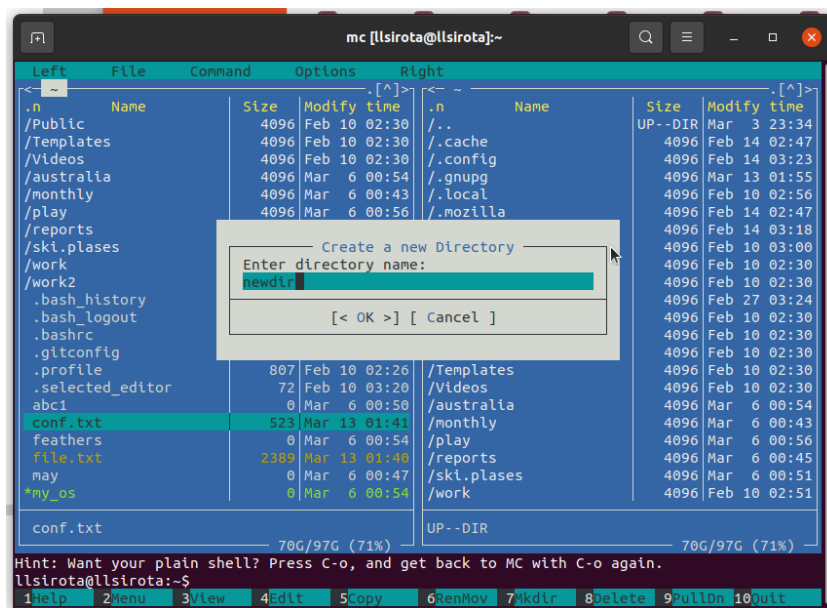 mc [llsirota@llsirota]:~
Left File Command Options Right
<─ ~ ─.[^]>
.n Name Size Modify time
/Public 4096 Feb 10 02:30
/Templates 4096 Feb 10 02:30
/Videos 4096 Feb 10 02:30
/australia 4096 Mar 6 00:54
/monthly 4096 Mar 6 00:43
/play 4096 Mar 6 00:56
/reports
/ski.plases
/work
/work2
.bash_history
.bash_logout
.bashrc
.gitconfig
.profile 807 Feb 10 02:26
.selected_editor 72 Feb 10 03:20
abc1 0 Mar 6 00:50
conf.txt 523 Mar 13 01:41
feathers 0 Mar 6 00:54
file.txt 2389 Mar 13 01:40
may 0 Mar 6 00:47
*my_os 0 Mar 6 00:54
conf.txt
70G/97G (71%)
<─ ~ ─.[^]>
.n Name Size Modify time
/.. UP--DIR Mar 3 23:34
/.cache 4096 Feb 14 02:47
/.config 4096 Feb 14 03:23
/.gnupg 4096 Mar 13 01:55
/.local 4096 Feb 10 02:56
/.mozilla 4096 Feb 14 02:47
4096 Feb 14 03:18
4096 Feb 10 03:00
4096 Feb 10 02:30
4096 Feb 10 02:30
4096 Feb 27 03:24
4096 Feb 10 02:30
4096 Feb 10 02:30
4096 Feb 10 02:30
/Templates 4096 Feb 10 02:30
/Videos 4096 Feb 10 02:30
/australia 4096 Mar 6 00:54
/monthly 4096 Mar 6 00:43
/play 4096 Mar 6 00:56
/reports 4096 Mar 6 00:45
/ski.plases 4096 Mar 6 00:51
/work 4096 Feb 10 02:51
UP--DIR
70G/97G (71%)
Create a new Directory
Enter directory name:
newdir
[< OK >] [ Cancel ]
Hint: Want your plain shell? Press C-o, and get back to MC with C-o again.
llsirota@llsirota:~$
1Help 2Menu 3View 4Edit 5Copy 6RenMov 7Mkdir 8Delete 9PullDn 10Quit